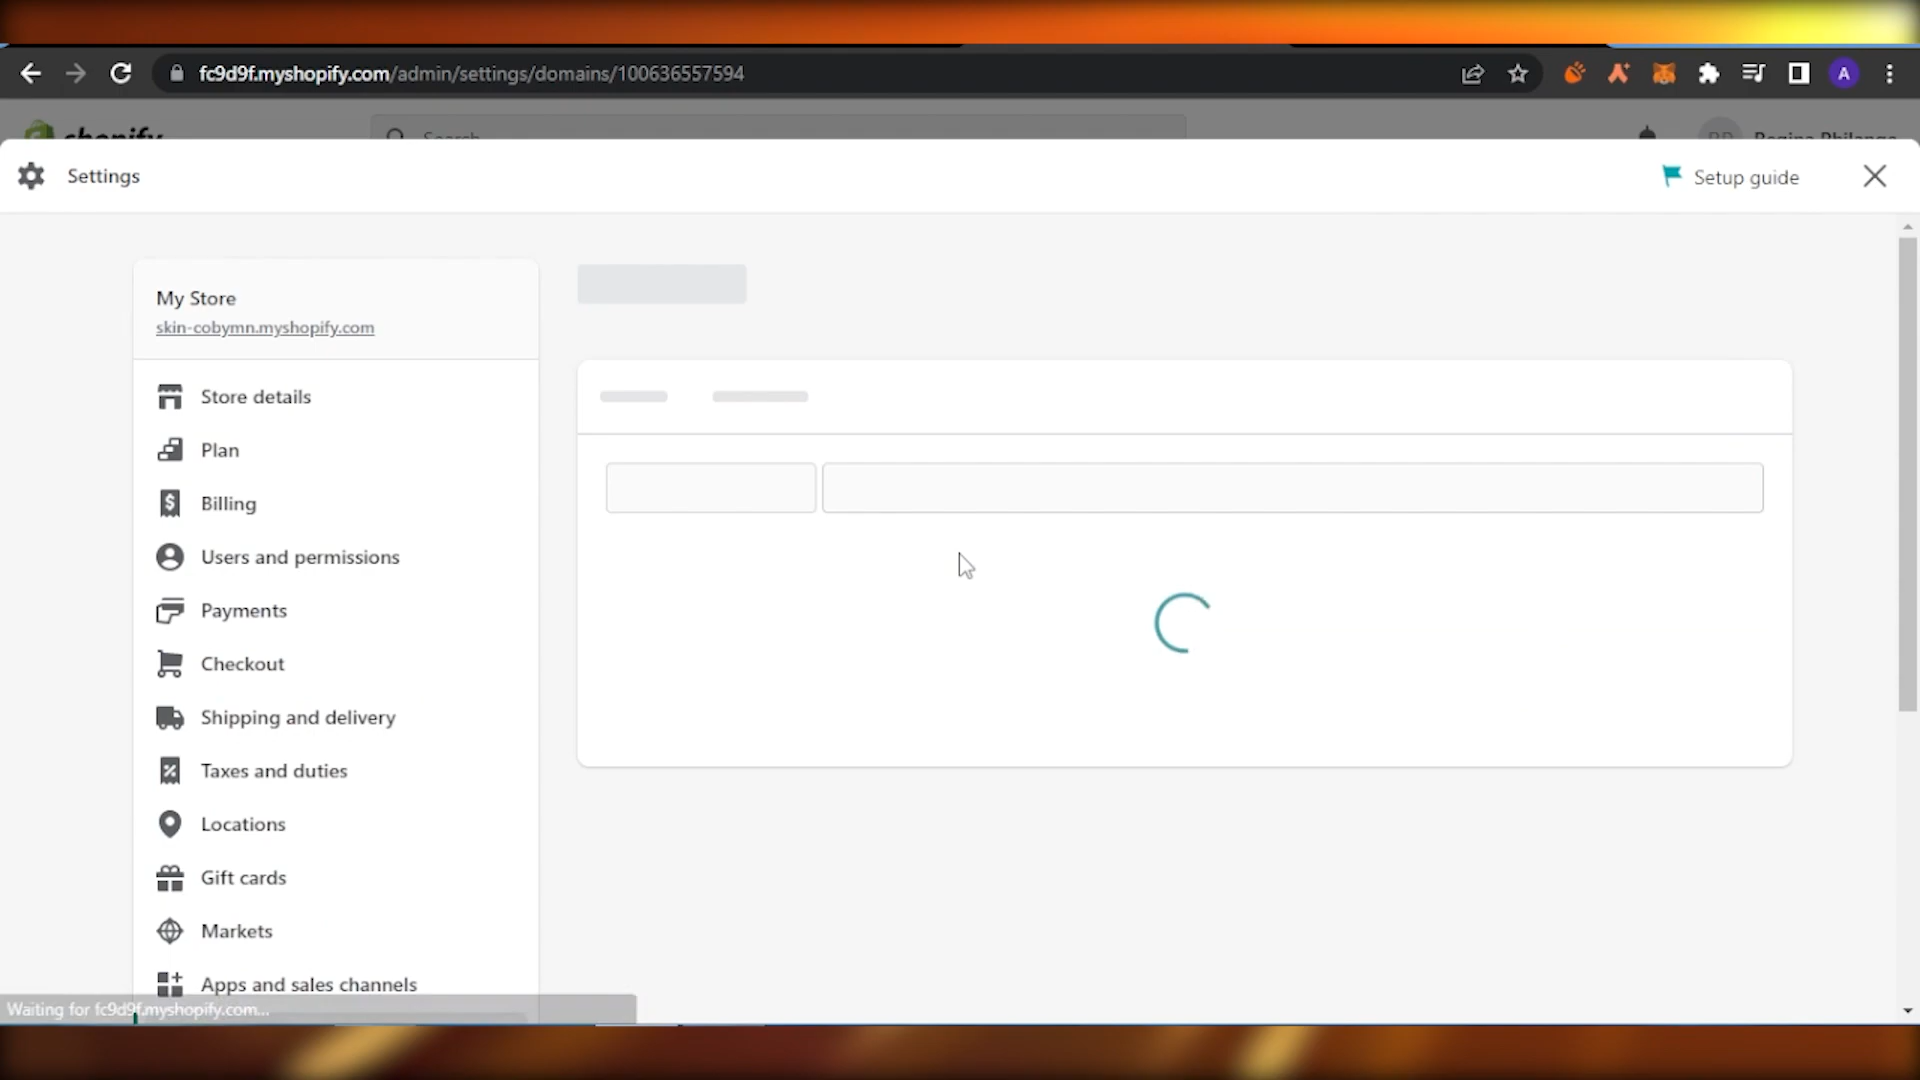 fc9d9f.myshopify.com/admin/settings/domains/100636557594
A
shopify
Search
Settings
Setup guide
My Store
skin-cobymn.myshopify.com
Store details
Plan
Billing
Users and permissions
Payments
Checkout
Shipping and delivery
Taxes and duties
Locations
Gift cards
Markets
Apps and sales channels
Waiting for fc9d9f.myshopify.com...